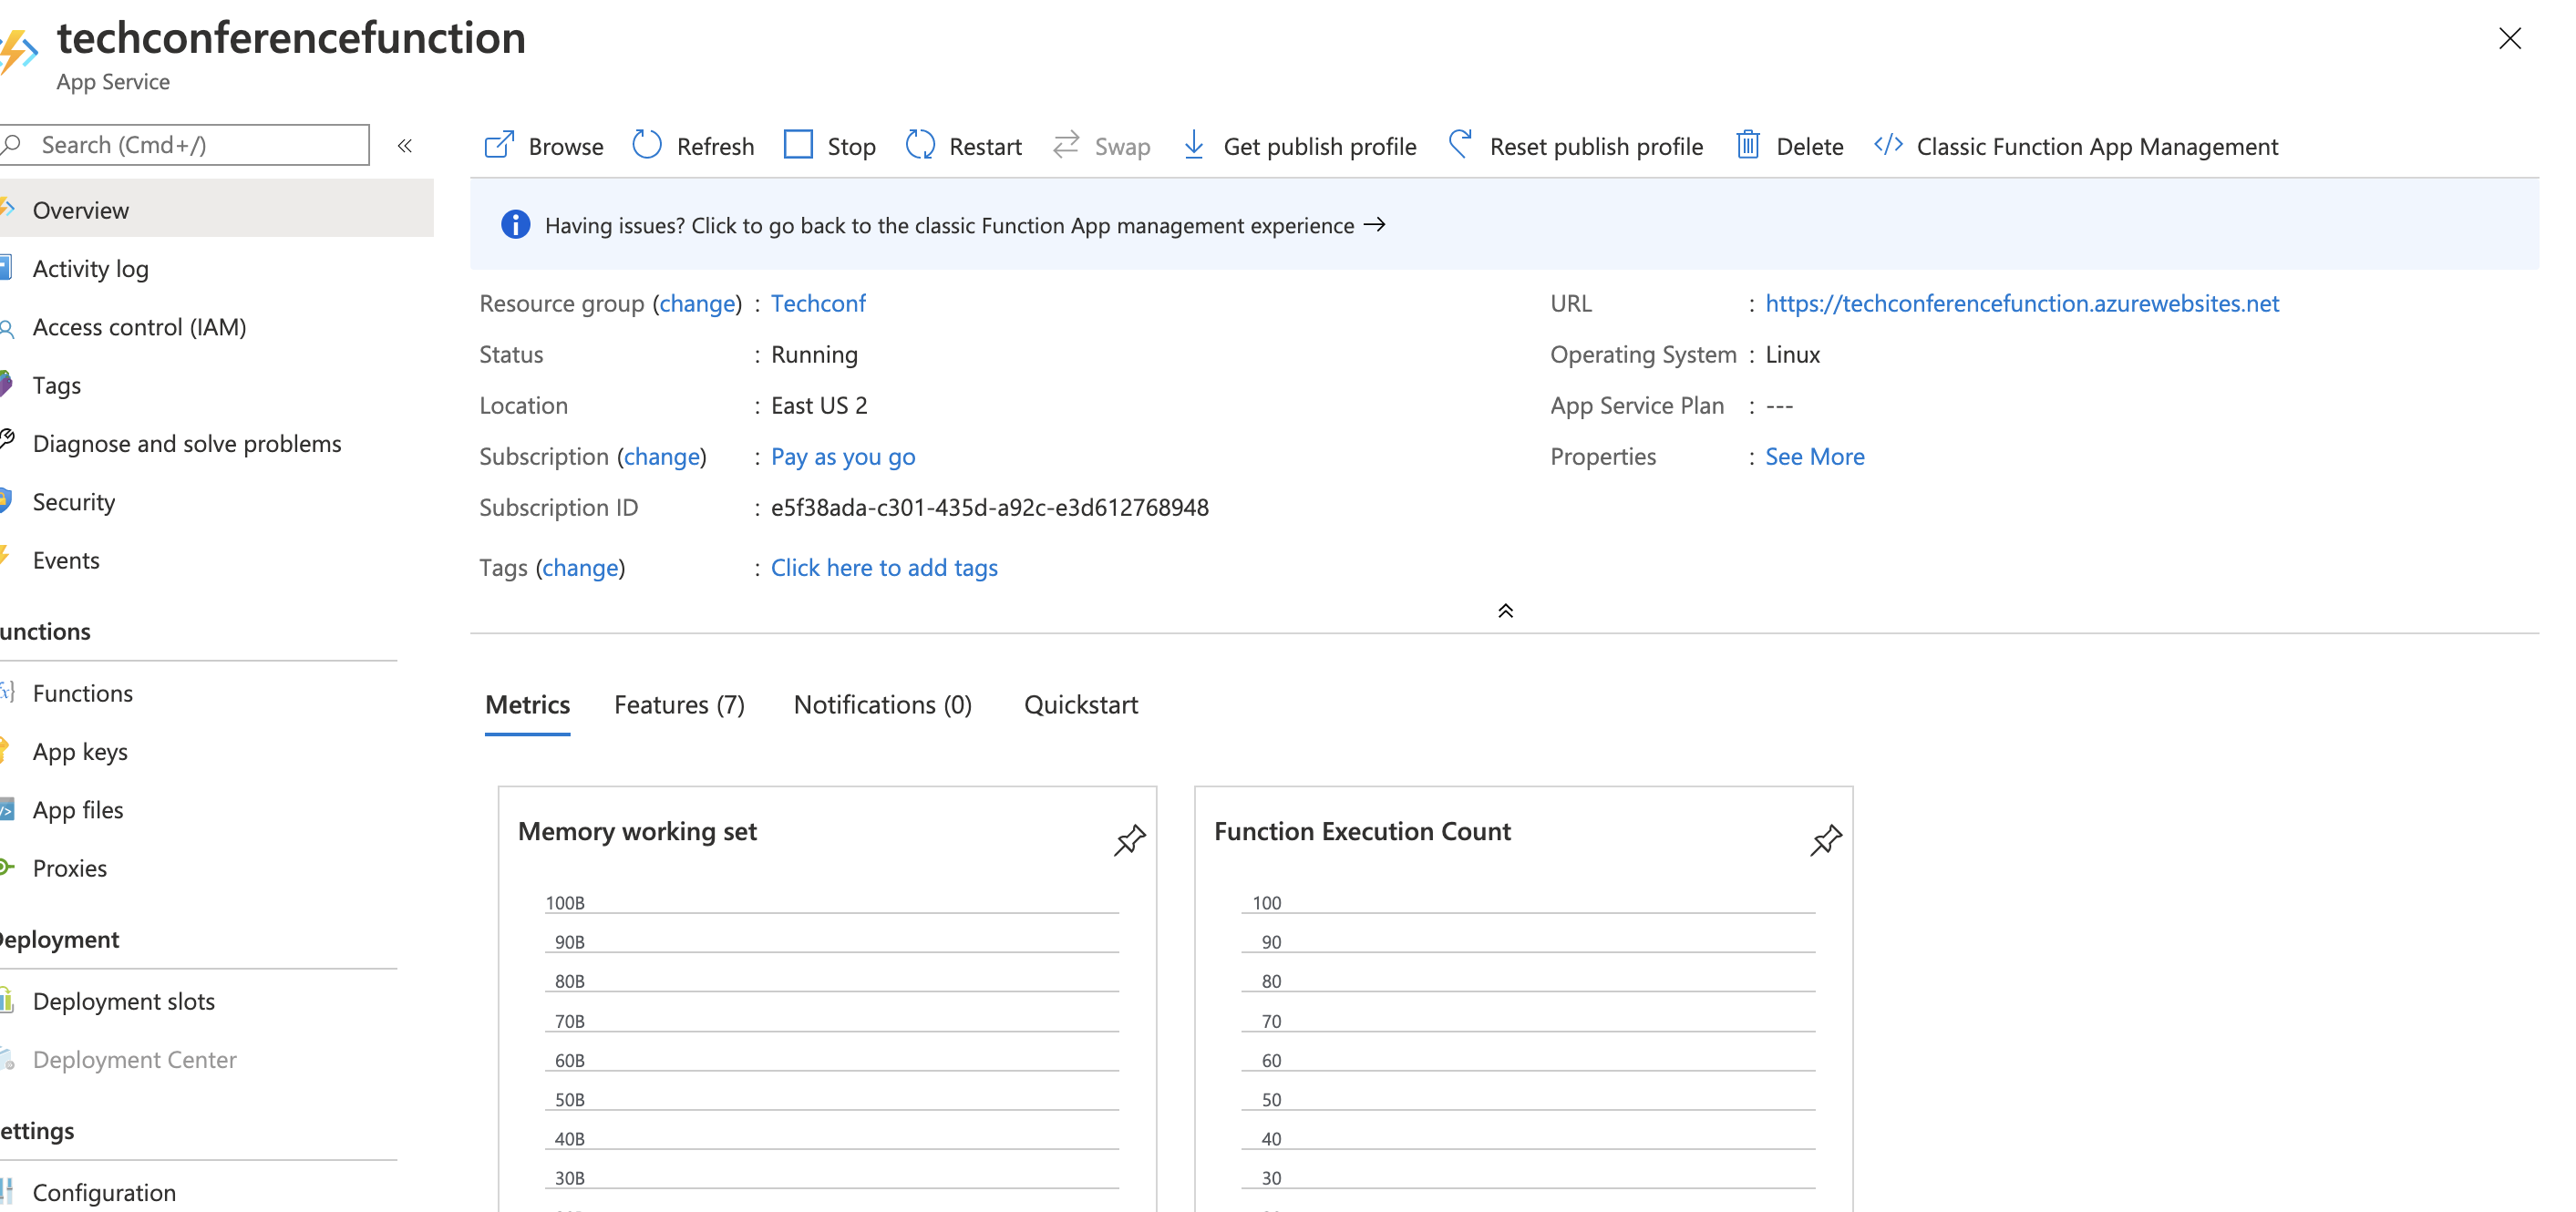 techconferencefunction
App Service
Search (Cmd+/)
«
Overview
Activity log
Access control (IAM)
Tags
Diagnose and solve problems
Security
Events
unctions
Functions
App keys
App files
Proxies
eployment
Deployment slots
Deployment Center
ettings
Configuration
Browse Refresh Stop Restart Swap Get publish profile Reset publish profile Delete Classic Function App Management
Having issues? Click to go back to the classic Function App management experience →
Resource group (change) : Techconf
Status : Running
Location : East US 2
Subscription (change) : Pay as you go
Subscription ID : e5f38ada-c301-435d-a92c-e3d612768948
Tags (change) : Click here to add tags
URL : https://techconferencefunction.azurewebsites.net
Operating System : Linux
App Service Plan : ---
Properties : See More
Metrics Features (7) Notifications (0) Quickstart
Memory working set
100B
90B
80B
70B
60B
50B
40B
30B
Function Execution Count
100
90
80
70
60
50
40
30